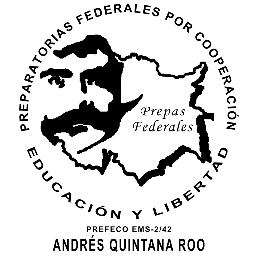 PREPARATORIAS FEDERALES POR COOPERACIÓN
Prepas
Federales
EDUCACIÓN Y LIBERTAD
PREFECO EMS-2/42
ANDRÉS QUINTANA ROO